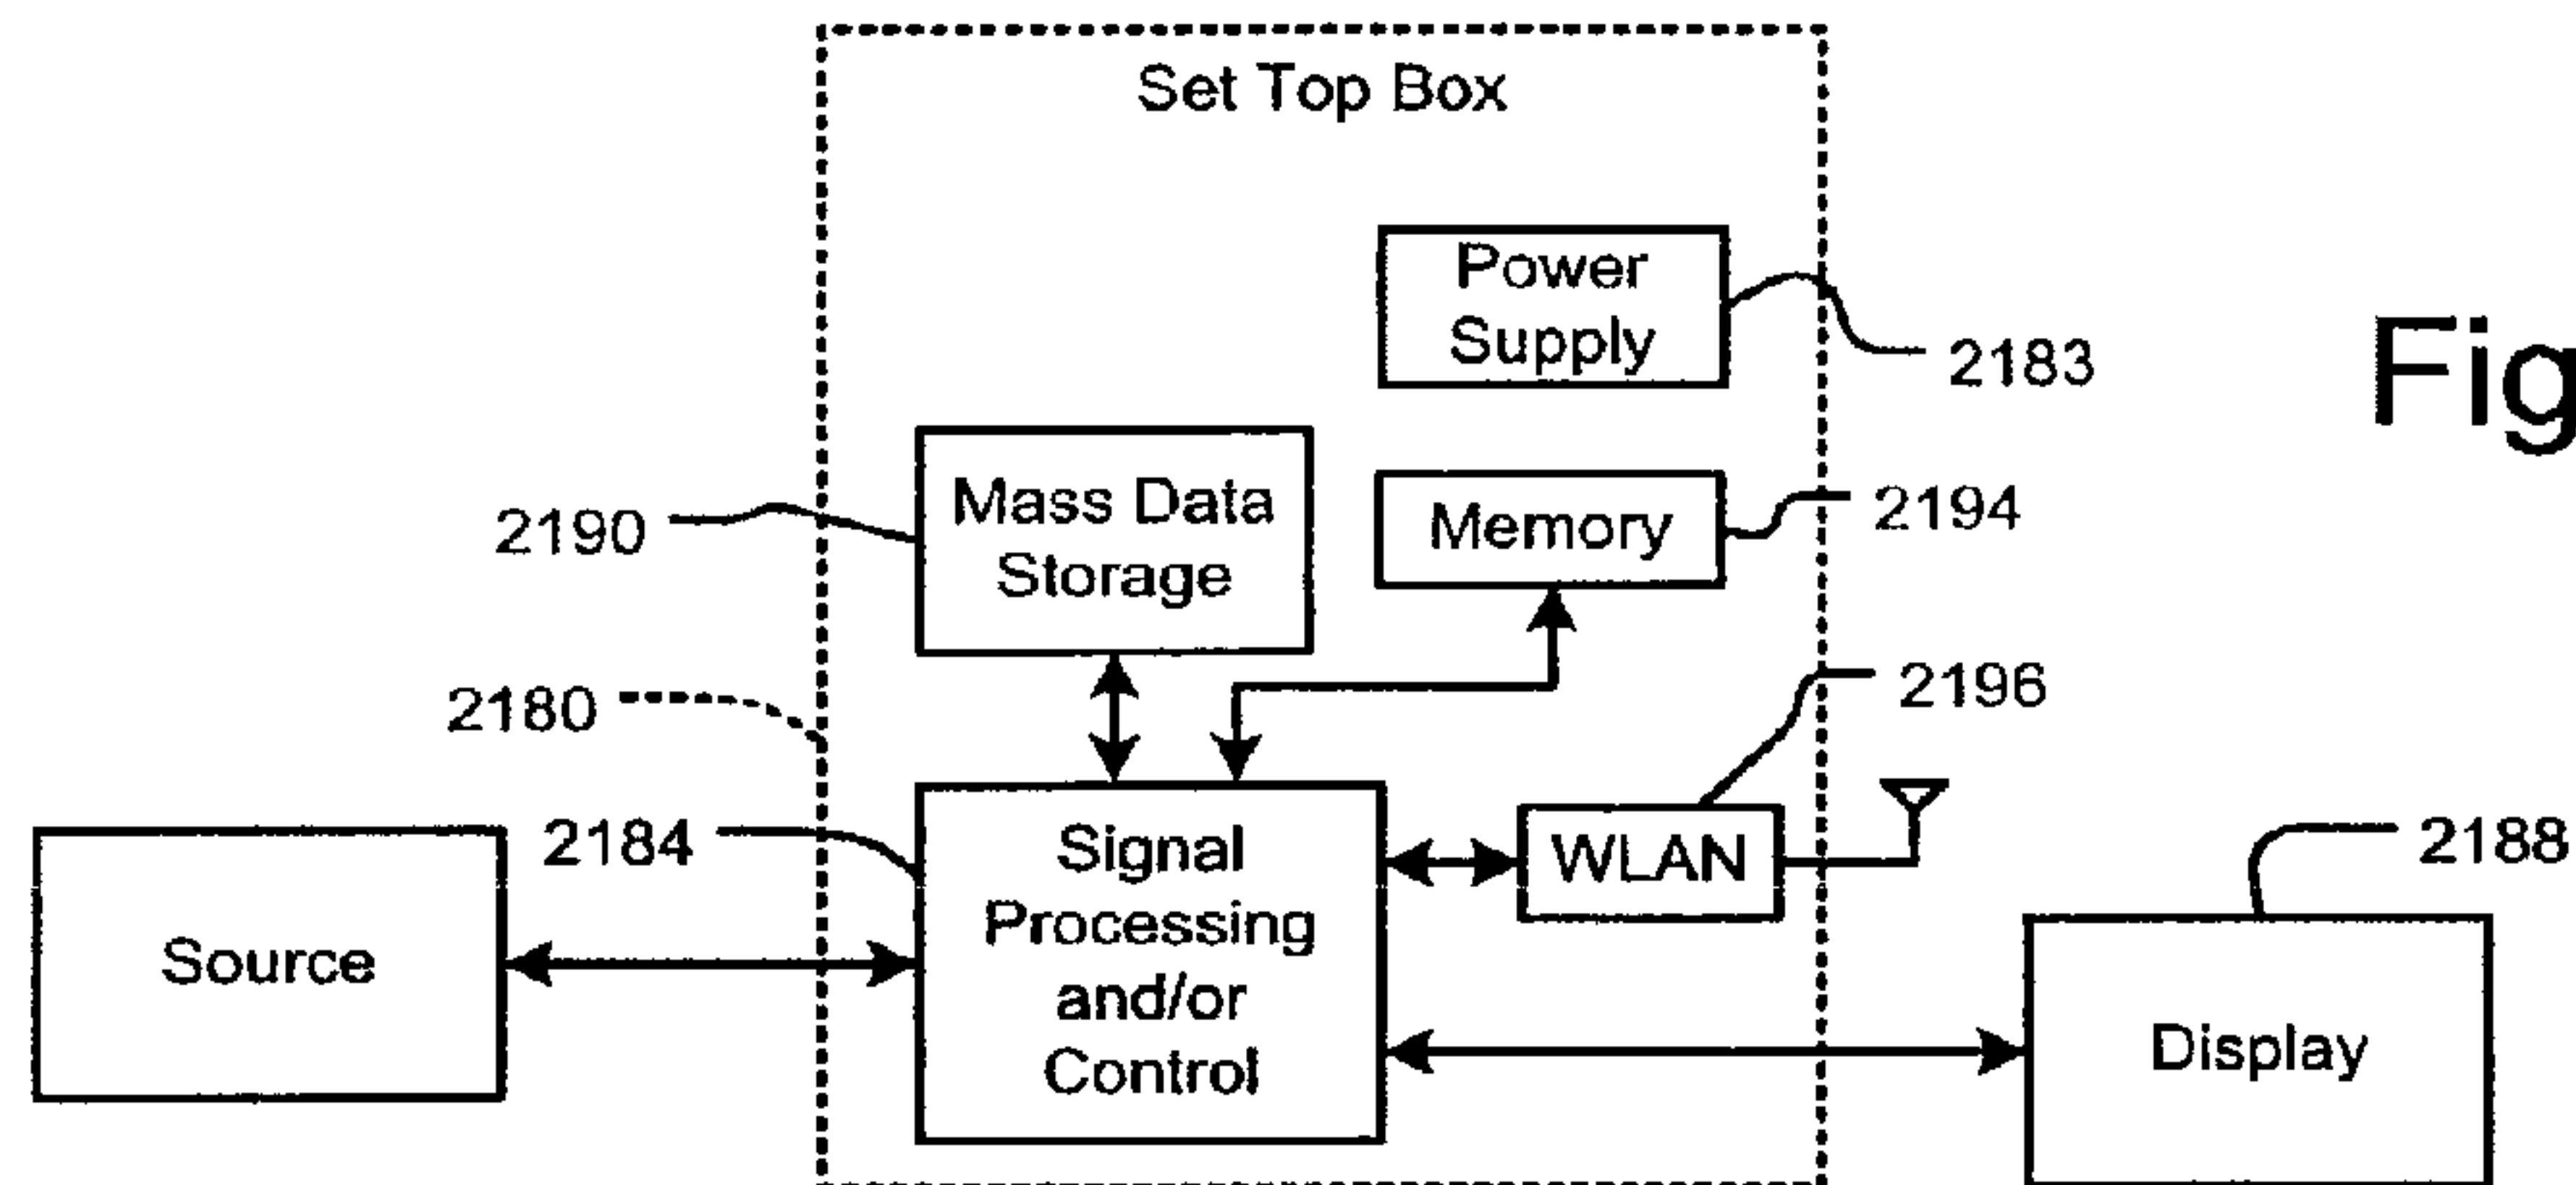 Set Top Box
Power
Supply
2183
Fig
Mass Data
Storage
2190
Memory
2194
2180
2196
2184
Signal
Processing
and/or
Control
WLAN
2188
Source
Display